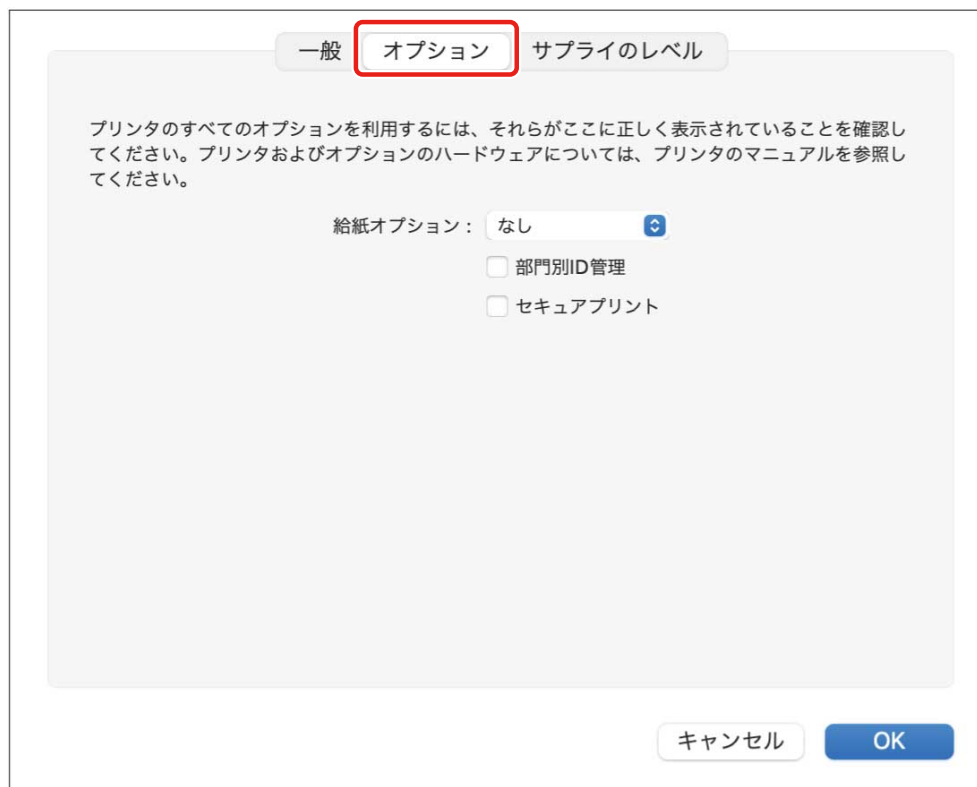 一般 オプション サプライのレベル
プリンタのすべてのオプションを利用するには、それらがここに正しく表示されていることを確認し
てください。プリンタおよびオプションのハードウェアについては、プリンタのマニュアルを参照し
てください。
給紙オプション： なし
部門別ID管理
セキュアプリント
キャンセル OK